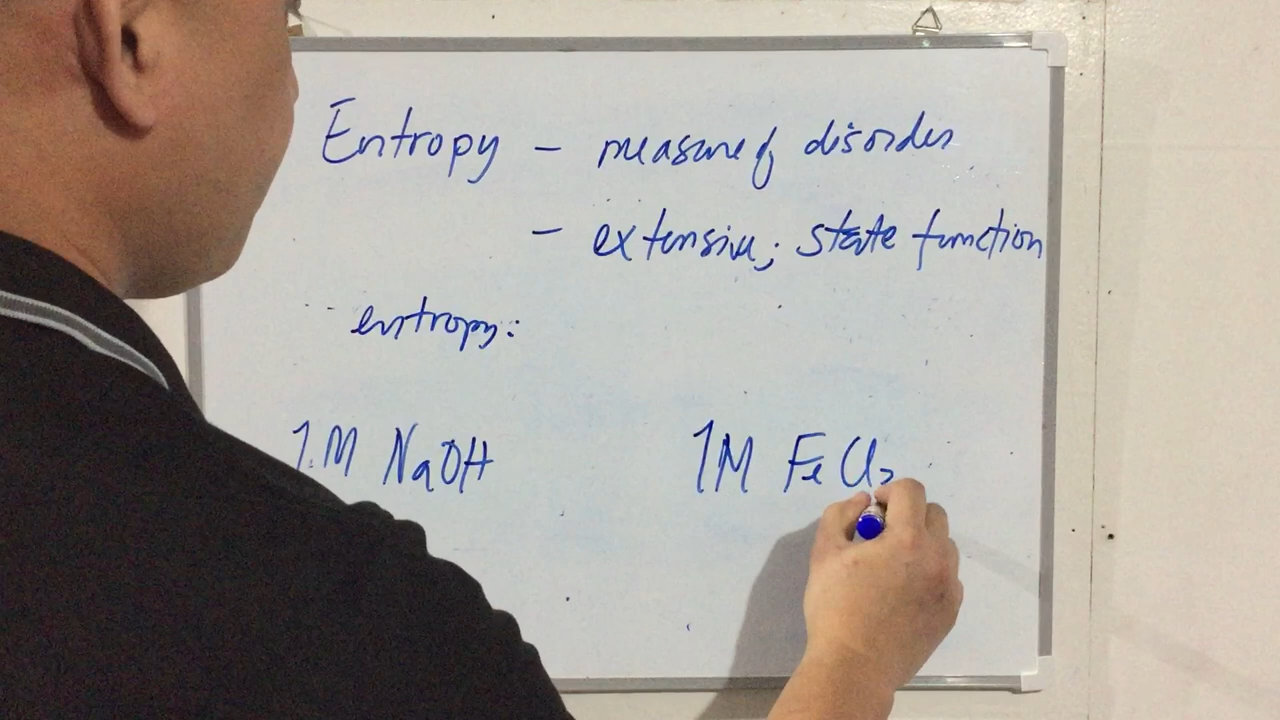 Entropy - measure of disorder
- extensive; state function
entropy:
1M NaOH 1M FeCl